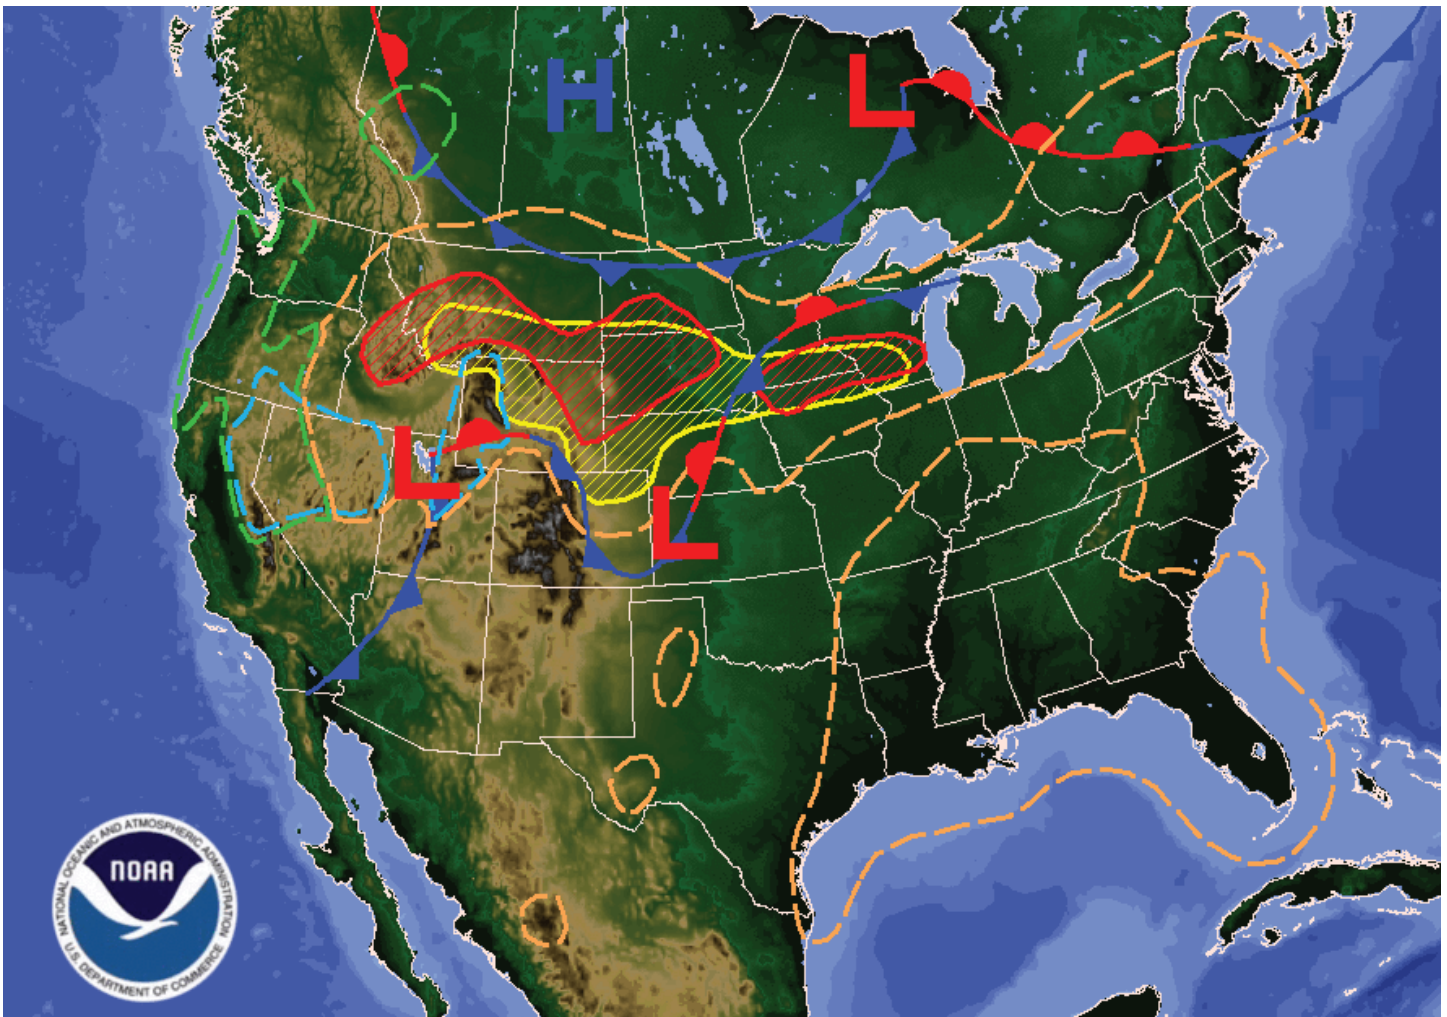 H
L
H
L
L
NATIONAL OCEANIC AND ATMOSPHERIC ADMINISTRATION
NOAA
U.S. DEPARTMENT OF COMMERCE